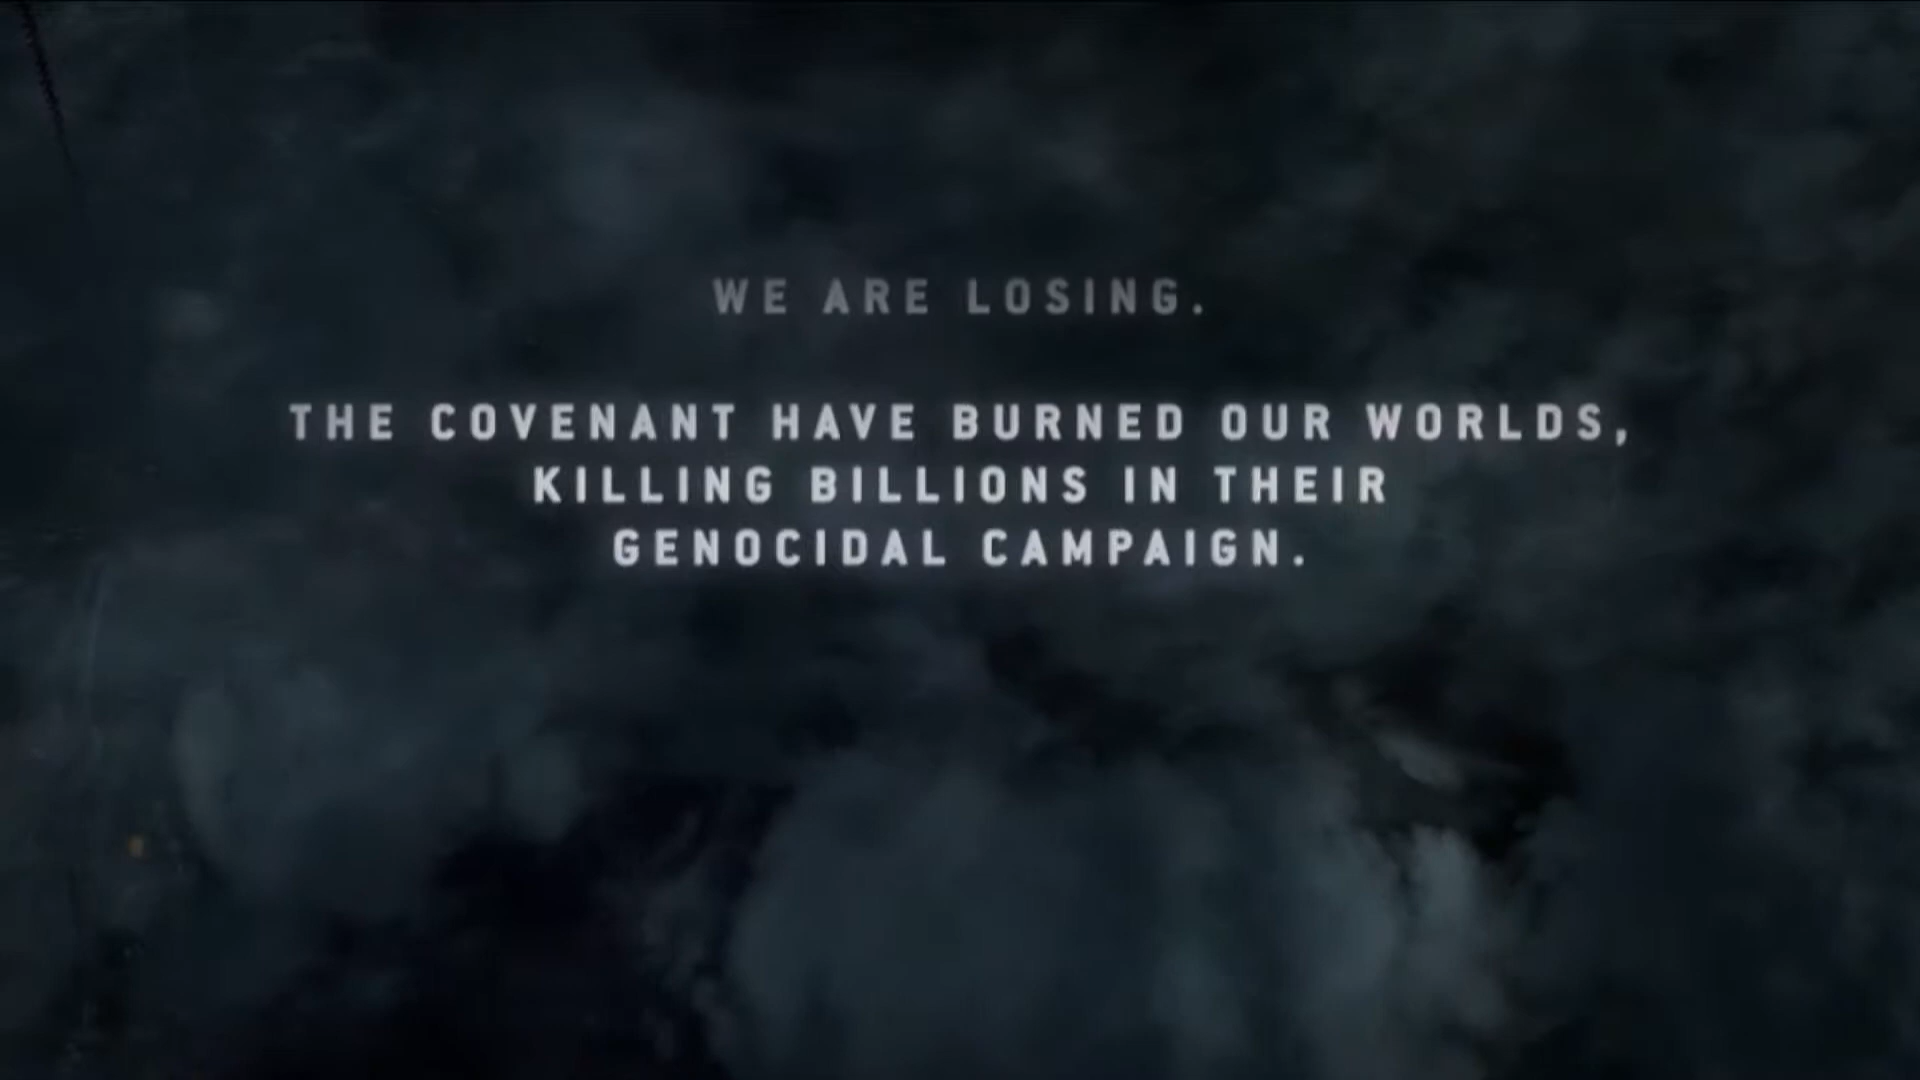 WE ARE LOSING.
THE COVENANT HAVE BURNED OUR WORLDS,
KILLING BILLIONS IN THEIR
GENOCIDAL CAMPAIGN.